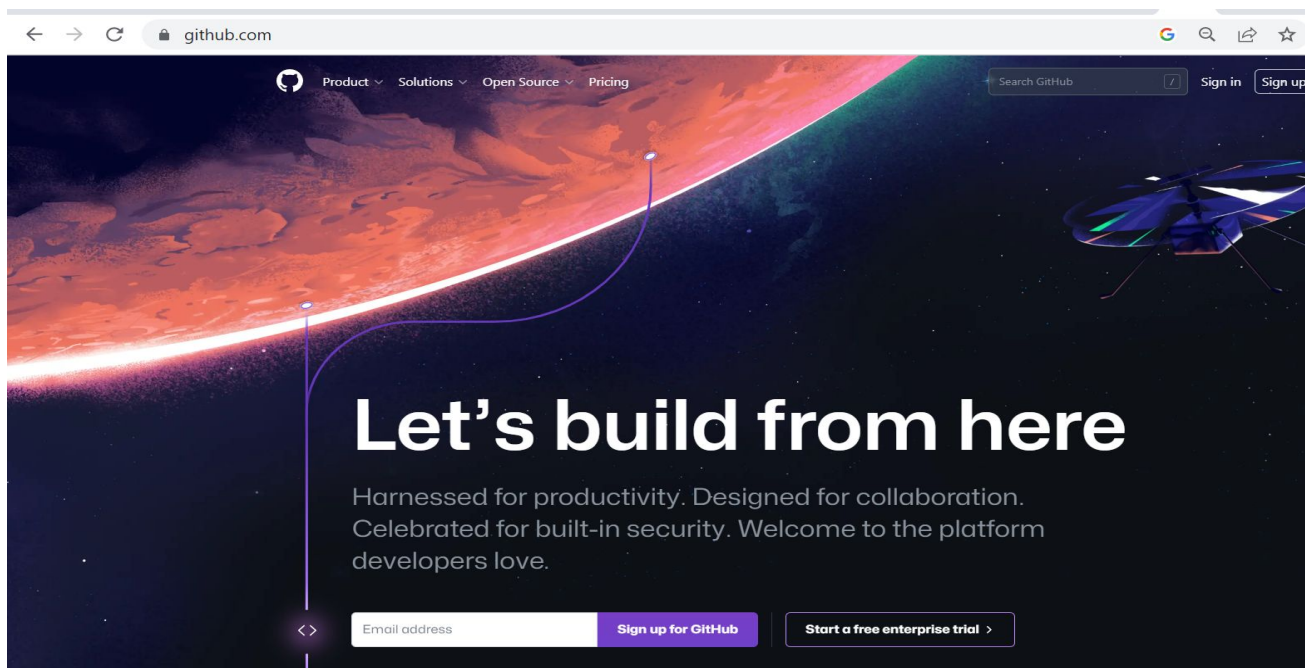 github.com
Product Solutions Open Source Pricing Search GitHub / Sign in Sign up
Let's build from here
Harnessed for productivity. Designed for collaboration.
Celebrated for built-in security. Welcome to the platform
developers love.
<> Email address Sign up for GitHub Start a free enterprise trial >